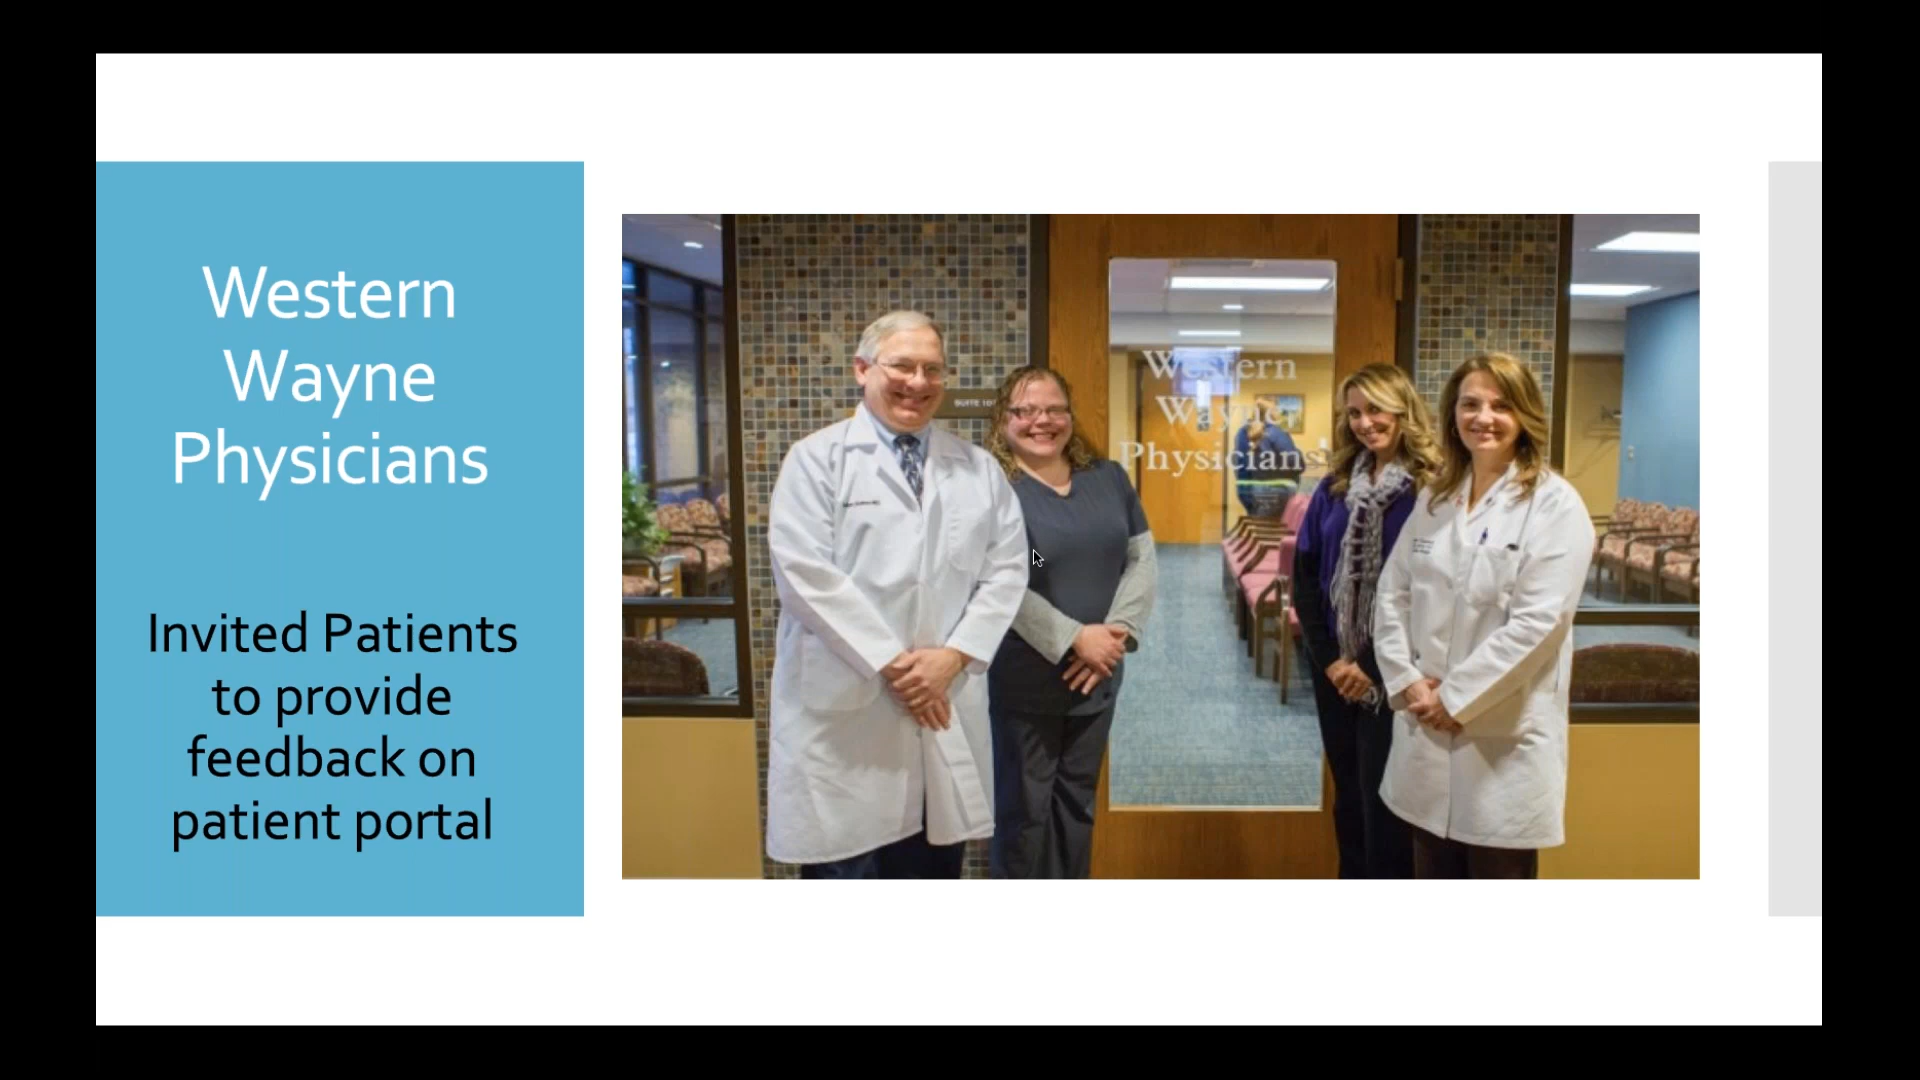 Western
Wayne
Physicians
Invited Patients
to provide
feedback on
patient portal
Western
Wayne
Physicians